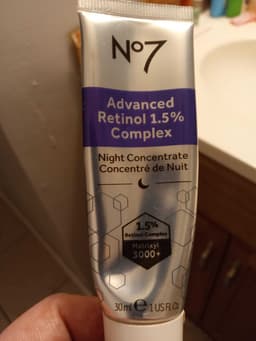 No7
Advanced
Retinol 1.5%
Complex
Night Concentrate
Concentré de Nuit
1.5%
Retinol Complex
Matrixyl
3000+
30ml ℮ 1 US Fl. Oz